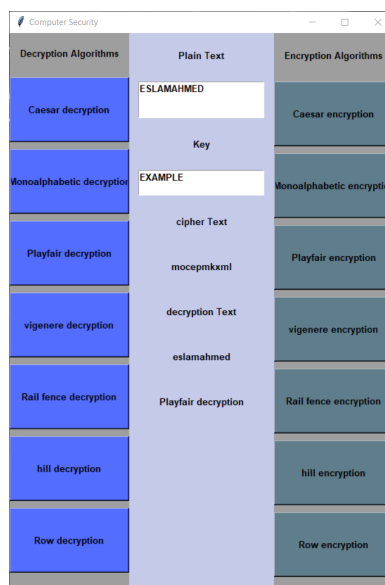 Computer Security
Decryption Algorithms
Caesar decryption
Monoalphabetic decryption
Playfair decryption
vigenere decryption
Rail fence decryption
hill decryption
Row decryption
Plain Text
ESLAMAHMED
Key
EXAMPLE
cipher Text
mocepmkxml
decryption Text
eslamahmed
Playfair decryption
Encryption Algorithms
Caesar encryption
Monoalphabetic encryptio
Playfair encryption
vigenere encryption
Rail fence encryption
hill encryption
Row encryption